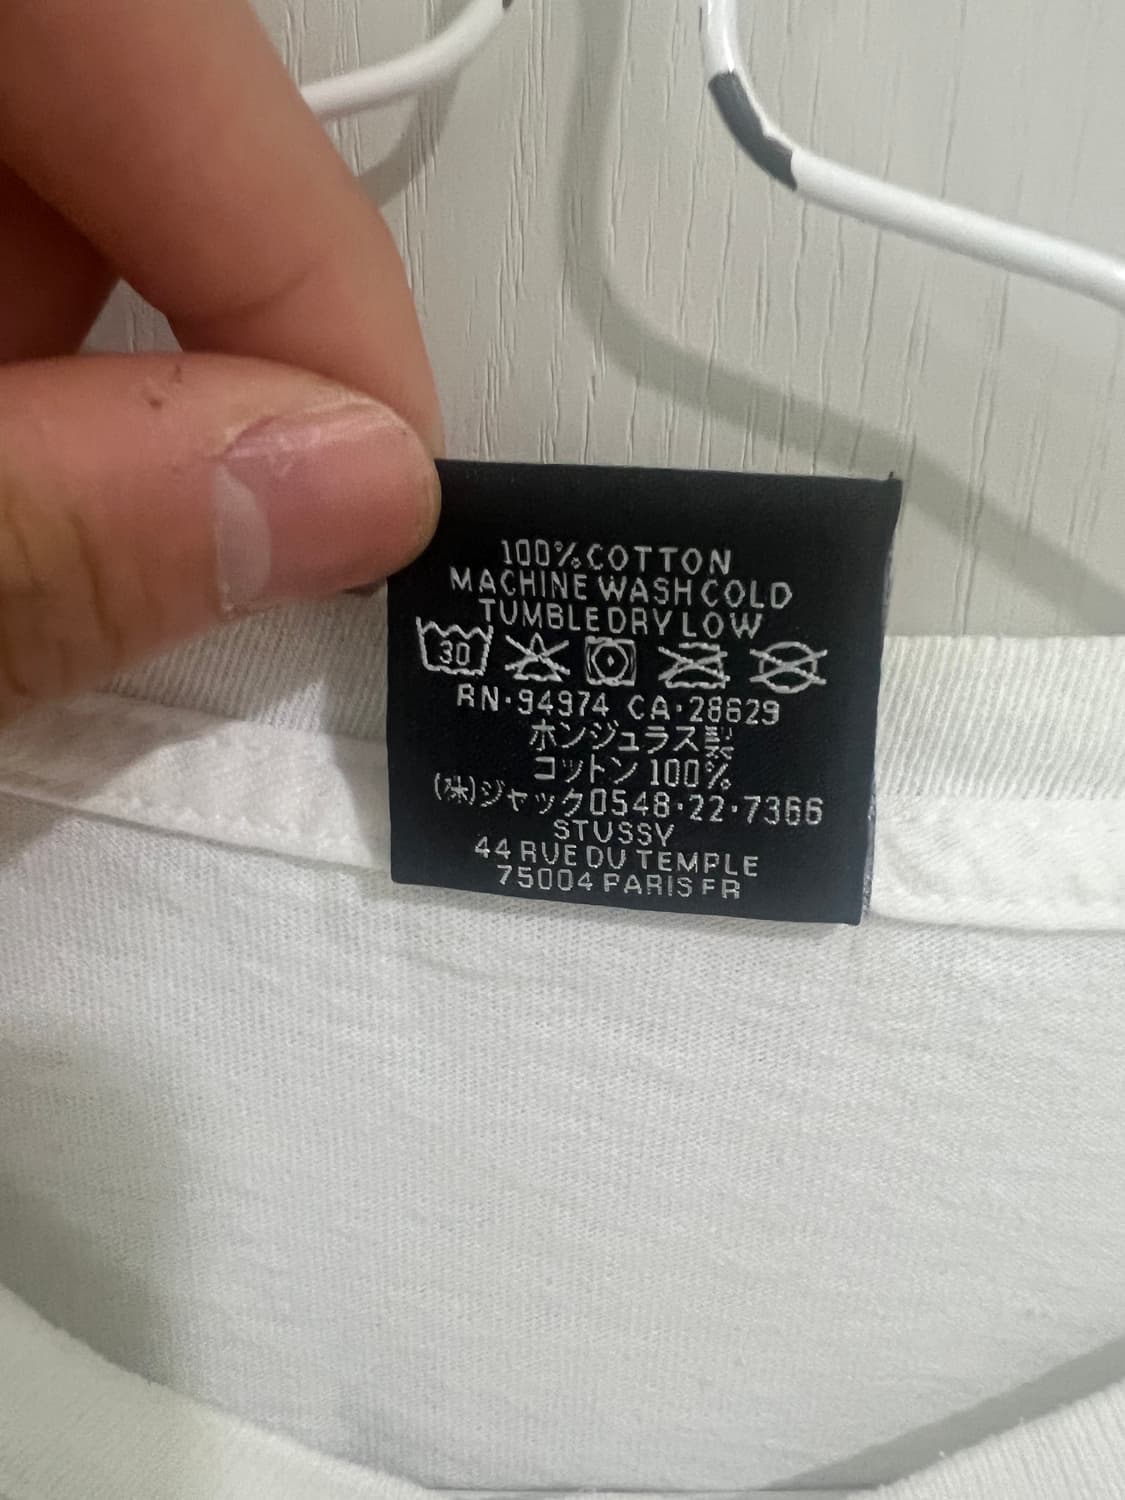 100% COTTON
MACHINE WASH COLD
TUMBLE DRY LOW
30
RN·94974 CA·28629
ホンジュラス製
コットン 100%
(株)ジャック0548·22·7366
STUSSY
44 RUE DU TEMPLE
75004 PARIS FR